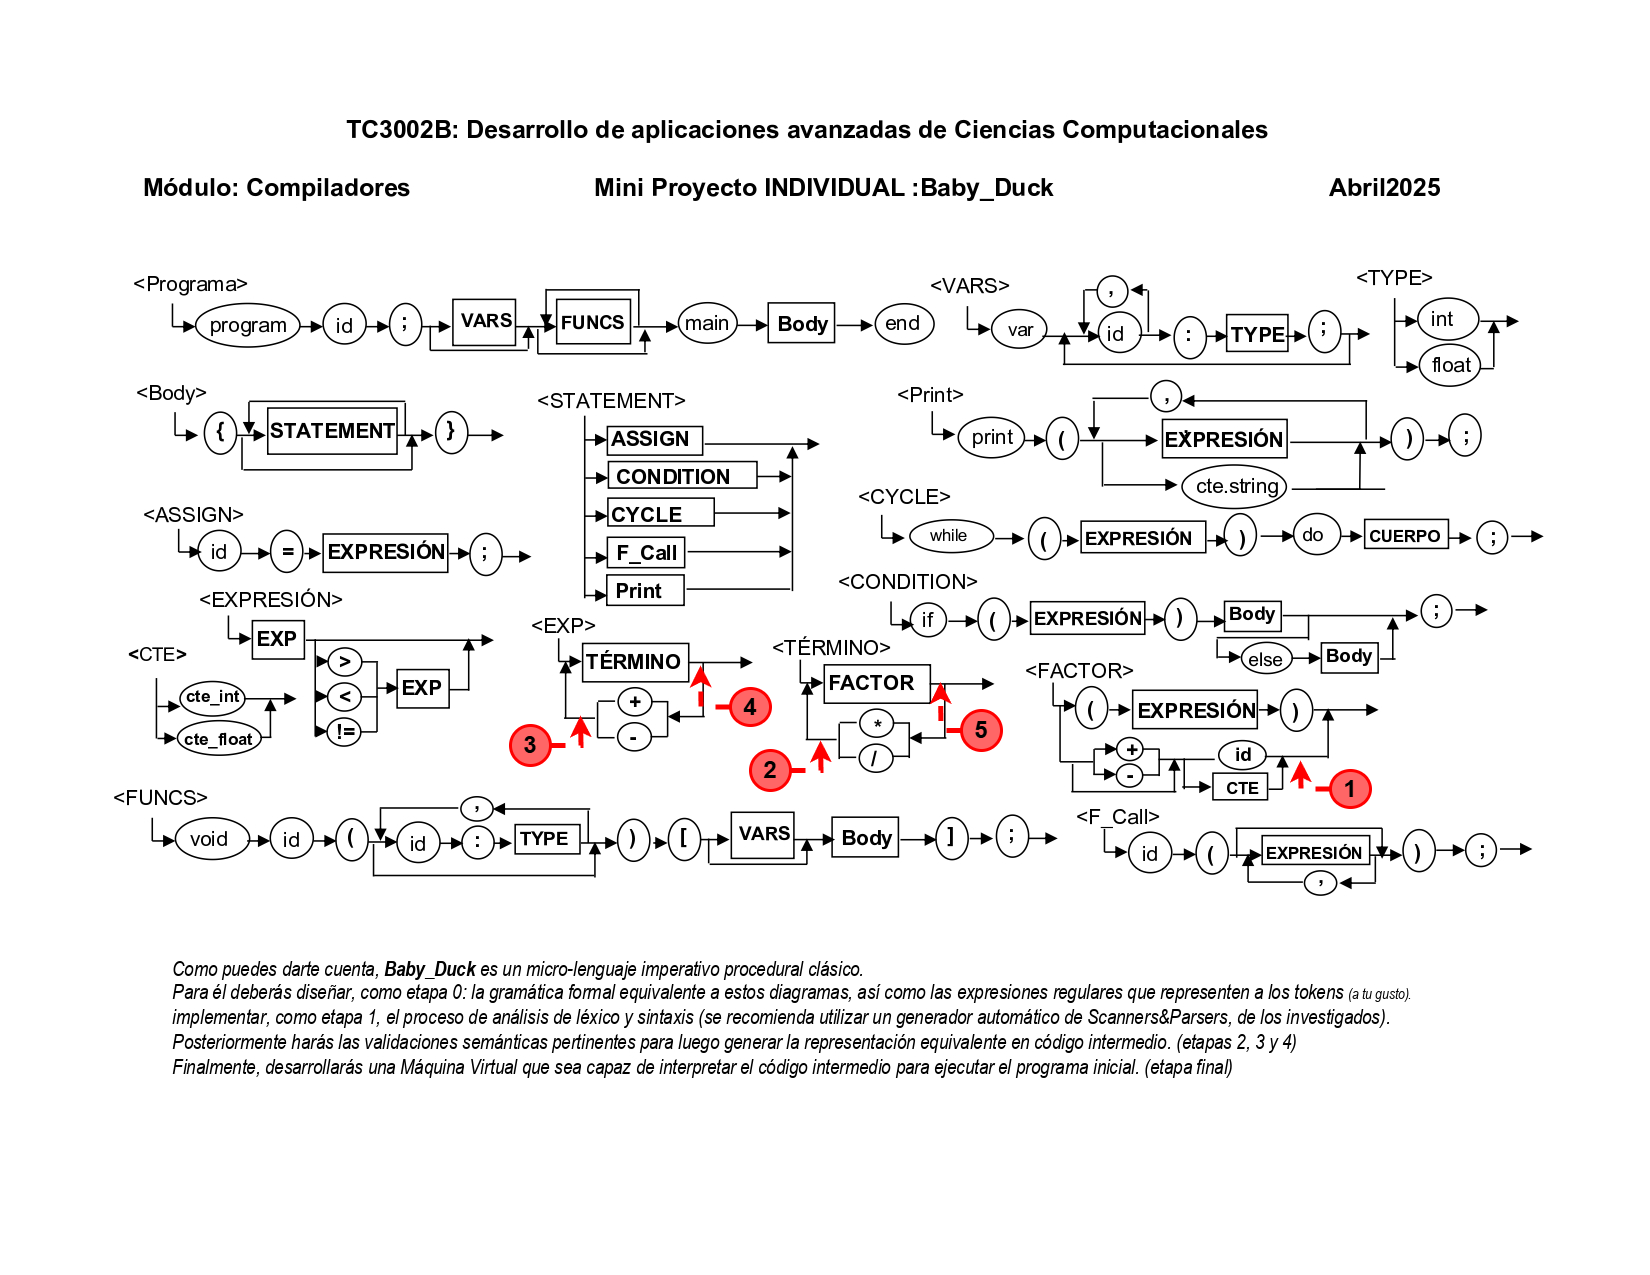 TC3002B: Desarrollo de aplicaciones avanzadas de Ciencias Computacionales
Módulo: Compiladores Mini Proyecto INDIVIDUAL :Baby_Duck Abril2025
<Programa>
program id ; VARS FUNCS main Body end
<VARS>
,
var id : TYPE ;
<TYPE>
int
float
<Body>
{ STATEMENT }
<STATEMENT>
ASSIGN
CONDITION
CYCLE
F_Call
Print
<Print>
,
print ( EXPRESIÓN ) ;
cte.string
<ASSIGN>
id = EXPRESIÓN ;
<CYCLE>
while ( EXPRESIÓN ) do CUERPO ;
<EXPRESIÓN>
EXP
>
<
!=
EXP
<CTE>
cte_int
cte_float
<EXP>
TÉRMINO
+
-
4
3
<TÉRMINO>
FACTOR
*
/
5
2
<CONDITION>
if ( EXPRESIÓN ) Body ;
else Body
<FACTOR>
( EXPRESIÓN )
+
-
id
CTE
1
<FUNCS>
,
void id ( id : TYPE ) [ VARS Body ] ;
<F_Call>
id ( EXPRESIÓN ) ;
,
Como puedes darte cuenta, Baby_Duck es un micro-lenguaje imperativo procedural clásico.
Para él deberás diseñar, como etapa 0: la gramática formal equivalente a estos diagramas, así como las expresiones regulares que representen a los tokens (a tu gusto).
implementar, como etapa 1, el proceso de análisis de léxico y sintaxis (se recomienda utilizar un generador automático de Scanners&Parsers, de los investigados).
Posteriormente harás las validaciones semánticas pertinentes para luego generar la representación equivalente en código intermedio. (etapas 2, 3 y 4)
Finalmente, desarrollarás una Máquina Virtual que sea capaz de interpretar el código intermedio para ejecutar el programa inicial. (etapa final)